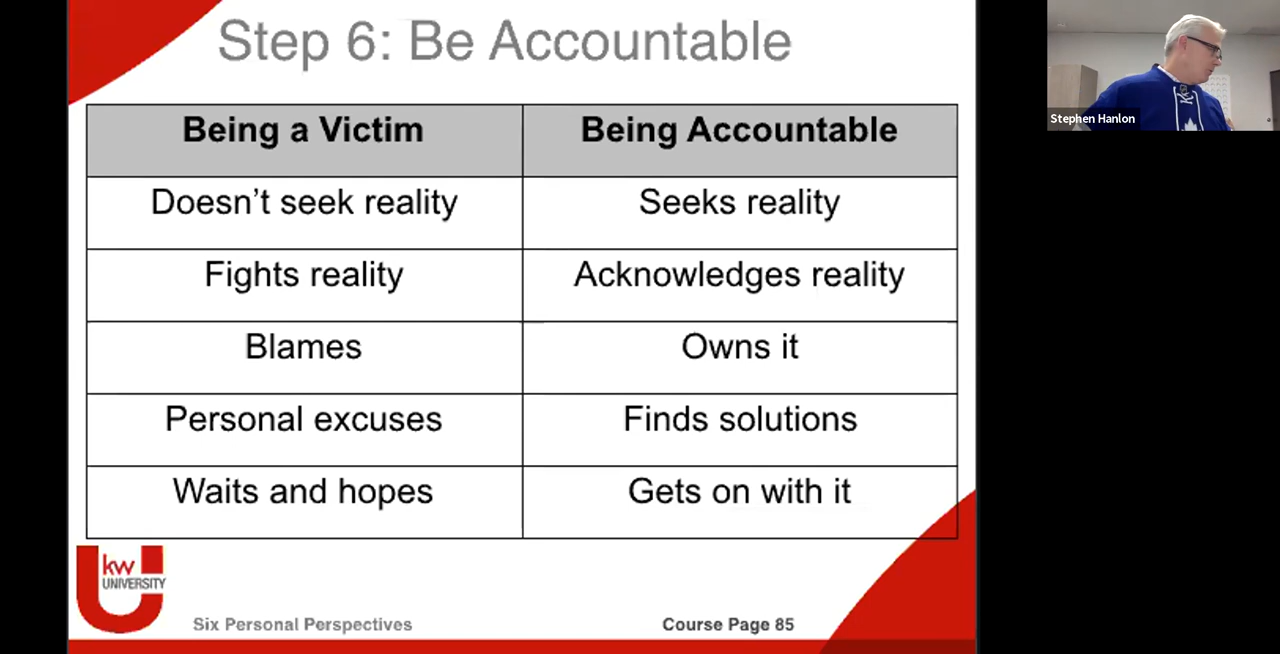 Step 6: Be Accountable
Being a Victim Being Accountable
Doesn't seek reality Seeks reality
Fights reality Acknowledges reality
Blames Owns it
Personal excuses Finds solutions
Waits and hopes Gets on with it
kw
UNIVERSITY
Six Personal Perspectives Course Page 85
Stephen Hanlon